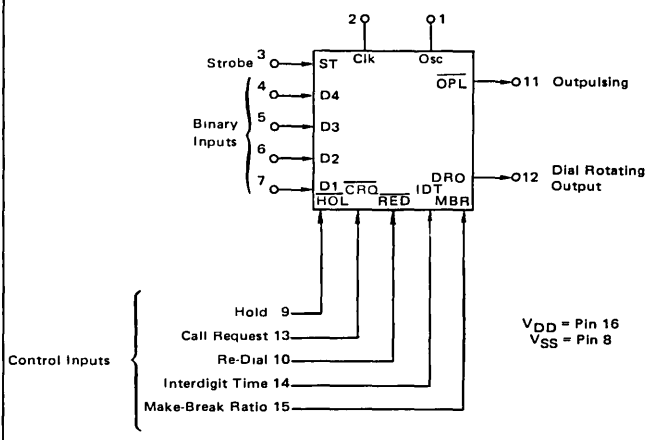 2 1
Clk Osc
Strobe 3 ST
OPL 11 Outpulsing
4 D4
Binary Inputs
5 D3
6 D2
7 D1
DRO 12 Dial Rotating Output
HOL CRQ RED IDT MBR
Hold 9
Call Request 13
Re-Dial 10
Interdigit Time 14
Make-Break Ratio 15
Control Inputs
VDD = Pin 16
VSS = Pin 8